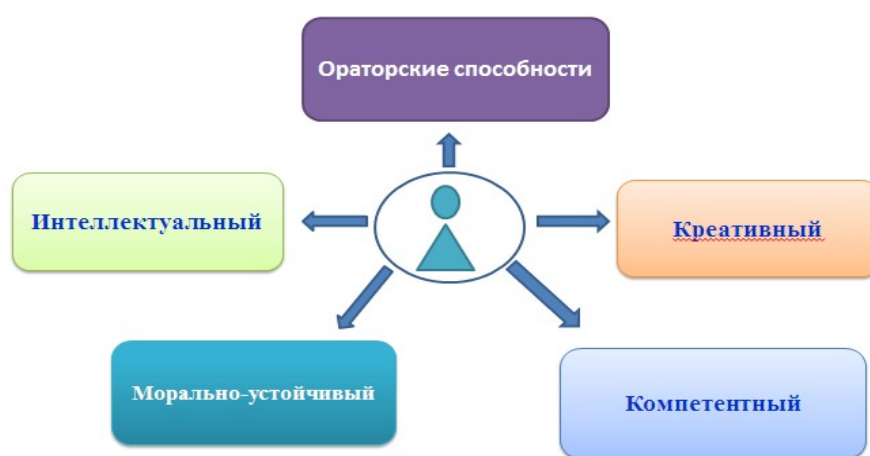 Ораторские способности
Интеллектуальный
Креативный
Морально-устойчивый
Компетентный